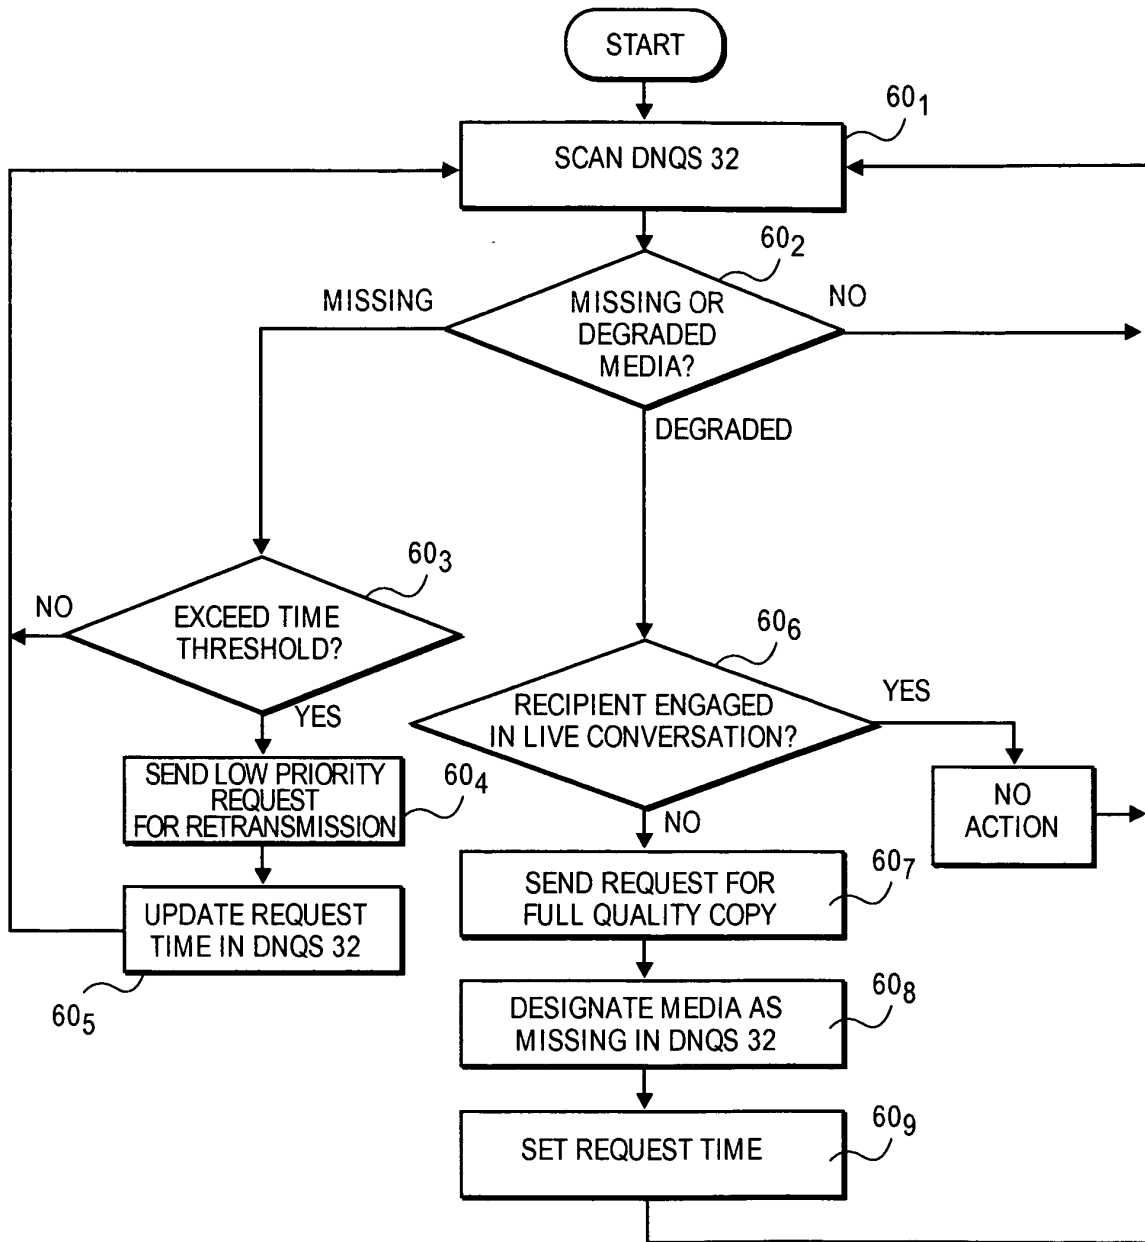 START
60₁
SCAN DNQS 32
60₂
MISSING
MISSING OR
DEGRADED
MEDIA?
NO
DEGRADED
60₃
NO
EXCEED TIME
THRESHOLD?
YES
60₆
RECIPIENT ENGAGED
IN LIVE CONVERSATION?
YES
NO
SEND LOW PRIORITY
REQUEST
FOR RETRANSMISSION
60₄
NO
ACTION
SEND REQUEST FOR
FULL QUALITY COPY
60₇
UPDATE REQUEST
TIME IN DNQS 32
60₅
DESIGNATE MEDIA AS
MISSING IN DNQS 32
60₈
SET REQUEST TIME
60₉